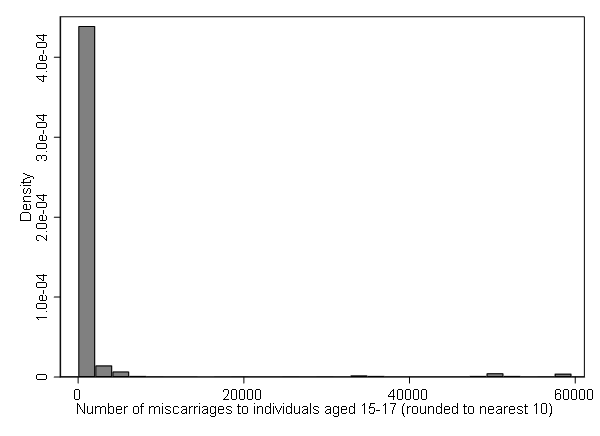 4.0e-04
3.0e-04
Density
2.0e-04
1.0e-04
0
0 20000 40000 60000
Number of miscarriages to individuals aged 15-17 (rounded to nearest 10)